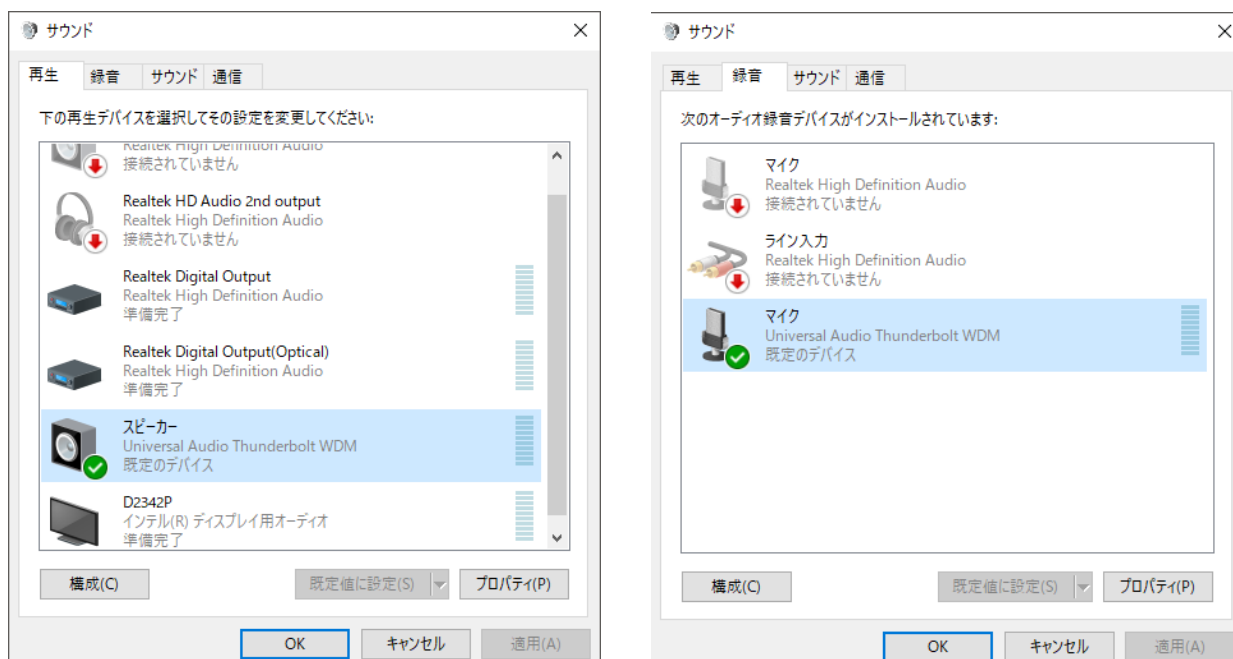 サウンド
再生
録音
サウンド
通信
下の再生デバイスを選択してその設定を変更してください:
Realtek High Definition Audio
接続されていません
Realtek HD Audio 2nd output
Realtek High Definition Audio
接続されていません
Realtek Digital Output
Realtek High Definition Audio
準備完了
Realtek Digital Output(Optical)
Realtek High Definition Audio
準備完了
スピーカー
Universal Audio Thunderbolt WDM
既定のデバイス
D2342P
インテル(R) ディスプレイ用オーディオ
準備完了
構成(C)
既定値に設定(S)
プロパティ(P)
OK
キャンセル
適用(A)
サウンド
再生
録音
サウンド
通信
次のオーディオ録音デバイスがインストールされています:
マイク
Realtek High Definition Audio
接続されていません
ライン入力
Realtek High Definition Audio
接続されていません
マイク
Universal Audio Thunderbolt WDM
既定のデバイス
構成(C)
既定値に設定(S)
プロパティ(P)
OK
キャンセル
適用(A)